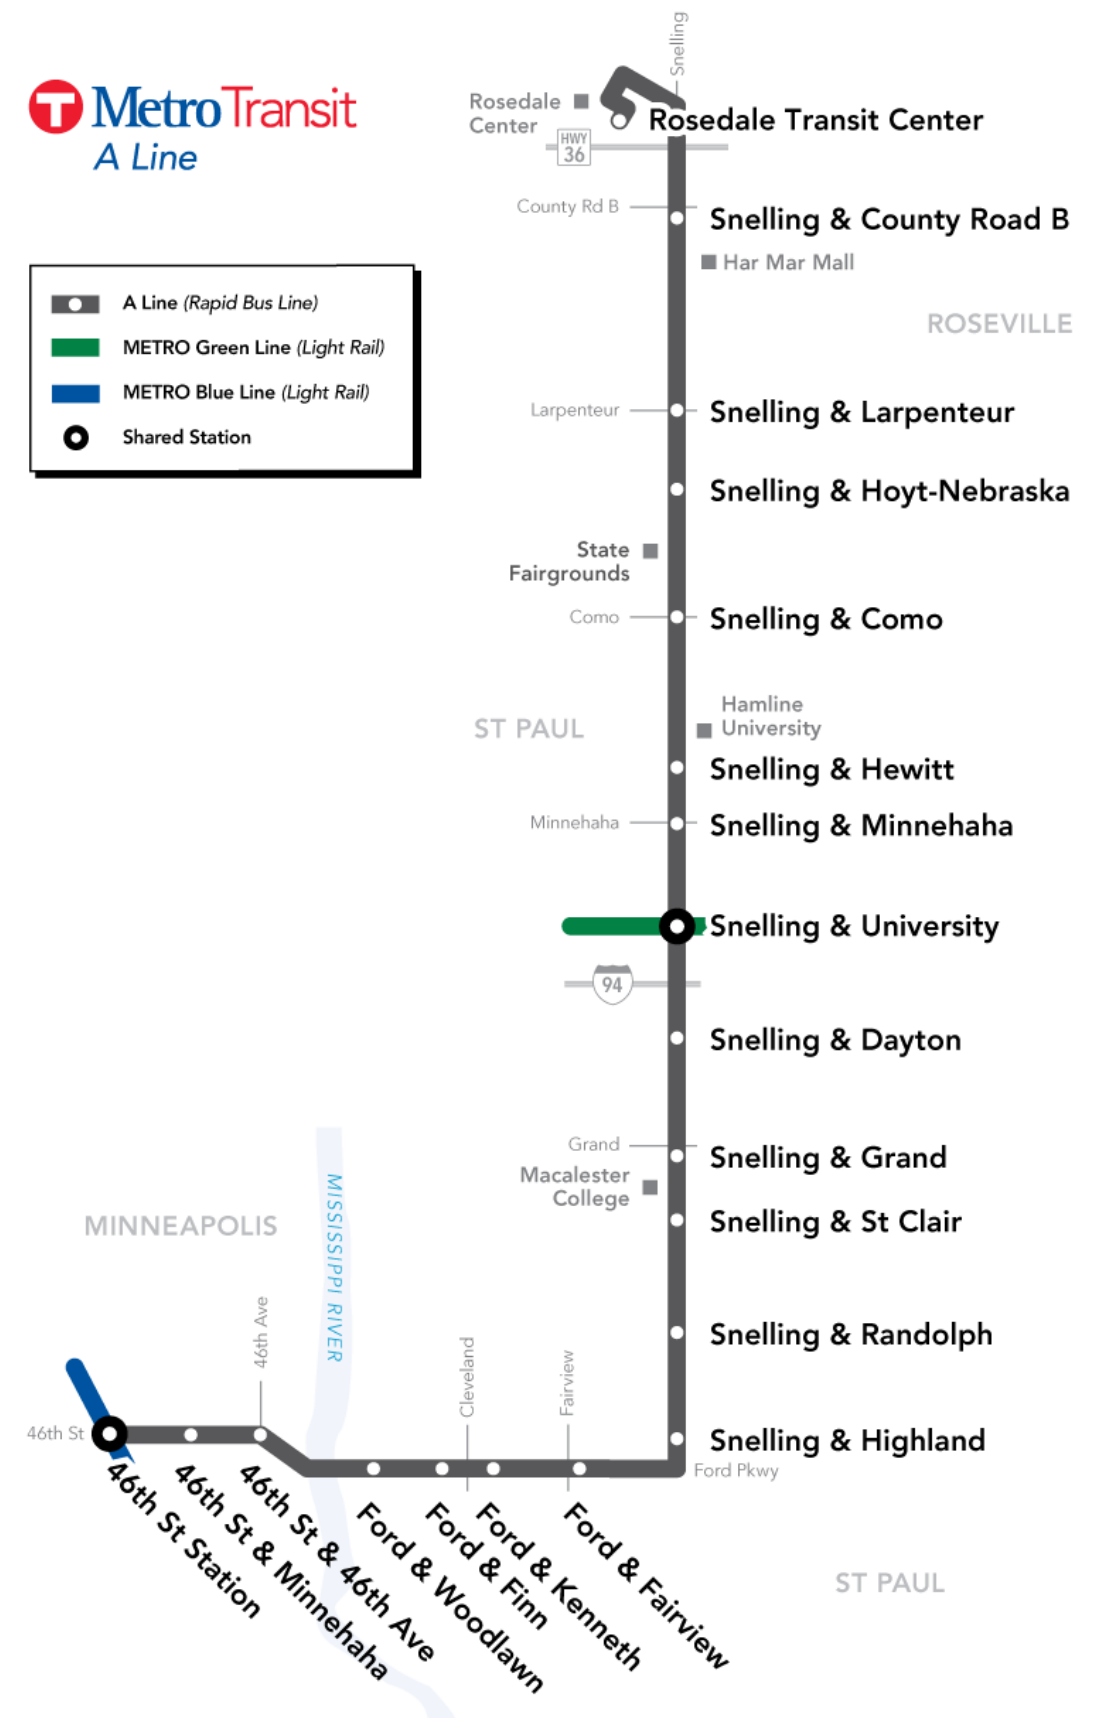 Snelling
T Metro Transit
A Line
Rosedale
Center
Rosedale Transit Center
HWY
36
County Rd B
Snelling & County Road B
Har Mar Mall
ROSEVILLE
A Line (Rapid Bus Line)
METRO Green Line (Light Rail)
METRO Blue Line (Light Rail)
Shared Station
Larpenteur
Snelling & Larpenteur
Snelling & Hoyt-Nebraska
State
Fairgrounds
Como
Snelling & Como
ST PAUL
Hamline
University
Snelling & Hewitt
Minnehaha
Snelling & Minnehaha
Snelling & University
94
Snelling & Dayton
Grand
Snelling & Grand
Macalester
College
Snelling & St Clair
MINNEAPOLIS
MISSISSIPPI RIVER
Snelling & Randolph
46th Ave
Cleveland
Fairview
46th St
Snelling & Highland
Ford Pkwy
46th St Station
46th St & Minnehaha
46th St & 46th Ave
Ford & Woodlawn
Ford & Finn
Ford & Kenneth
Ford & Fairview
ST PAUL